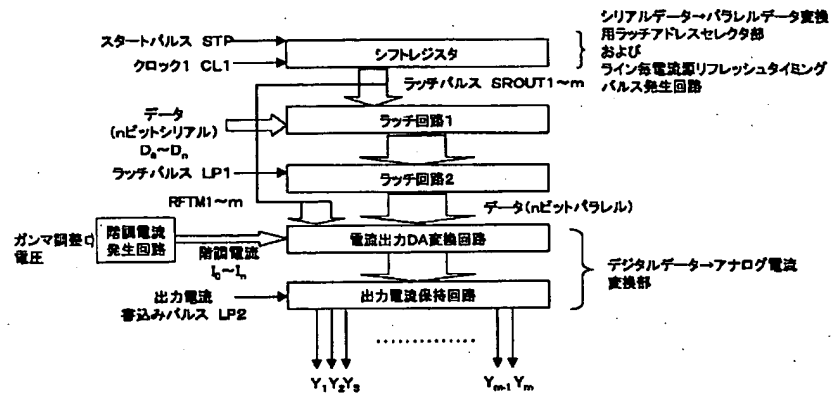 スタートパルス STP
クロック1 CL1
シフトレジスタ
シリアルデータ→パラレルデータ変換
用ラッチアドレスセレクタ部
および
ライン毎電流源リフレッシュタイミング
パルス発生回路
ラッチパルス SROUT1~m
データ
(nビットシリアル)
D₀~Dₙ
ラッチ回路1
ラッチパルス LP1
ラッチ回路2
RFTM1~m
データ(nビットパラレル)
ガンマ調整
電圧
階調電流
発生回路
階調電流
I₀~Iₙ
電流出力DA変換回路
デジタルデータ→アナログ電流
変換部
出力電流
書込みパルス LP2
出力電流保持回路
Y₁ Y₂ Y₃
Yₘ₋₁ Yₘ